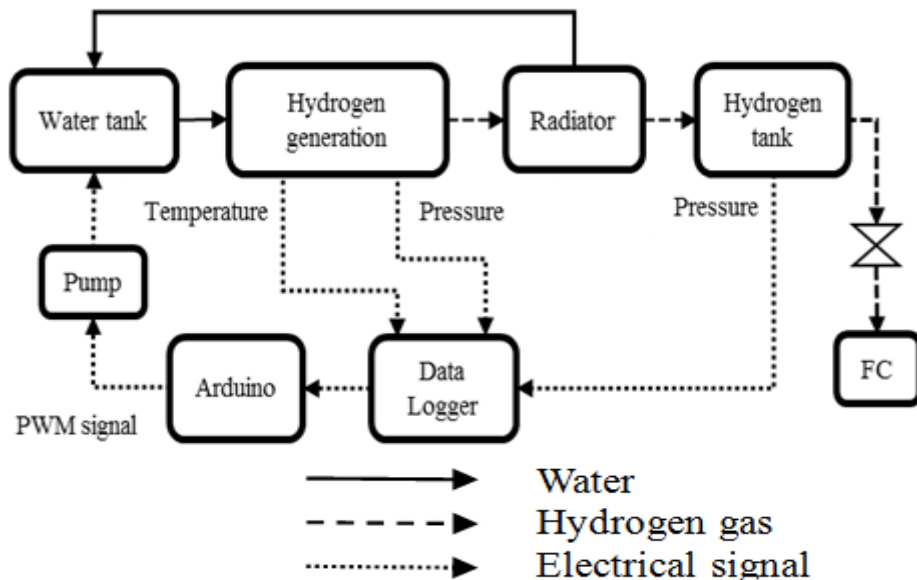 Water tank
Hydrogen
generation
Radiator
Hydrogen
tank
Temperature
Pressure
Pressure
Pump
Arduino
Data
Logger
FC
PWM signal
Water
Hydrogen gas
Electrical signal